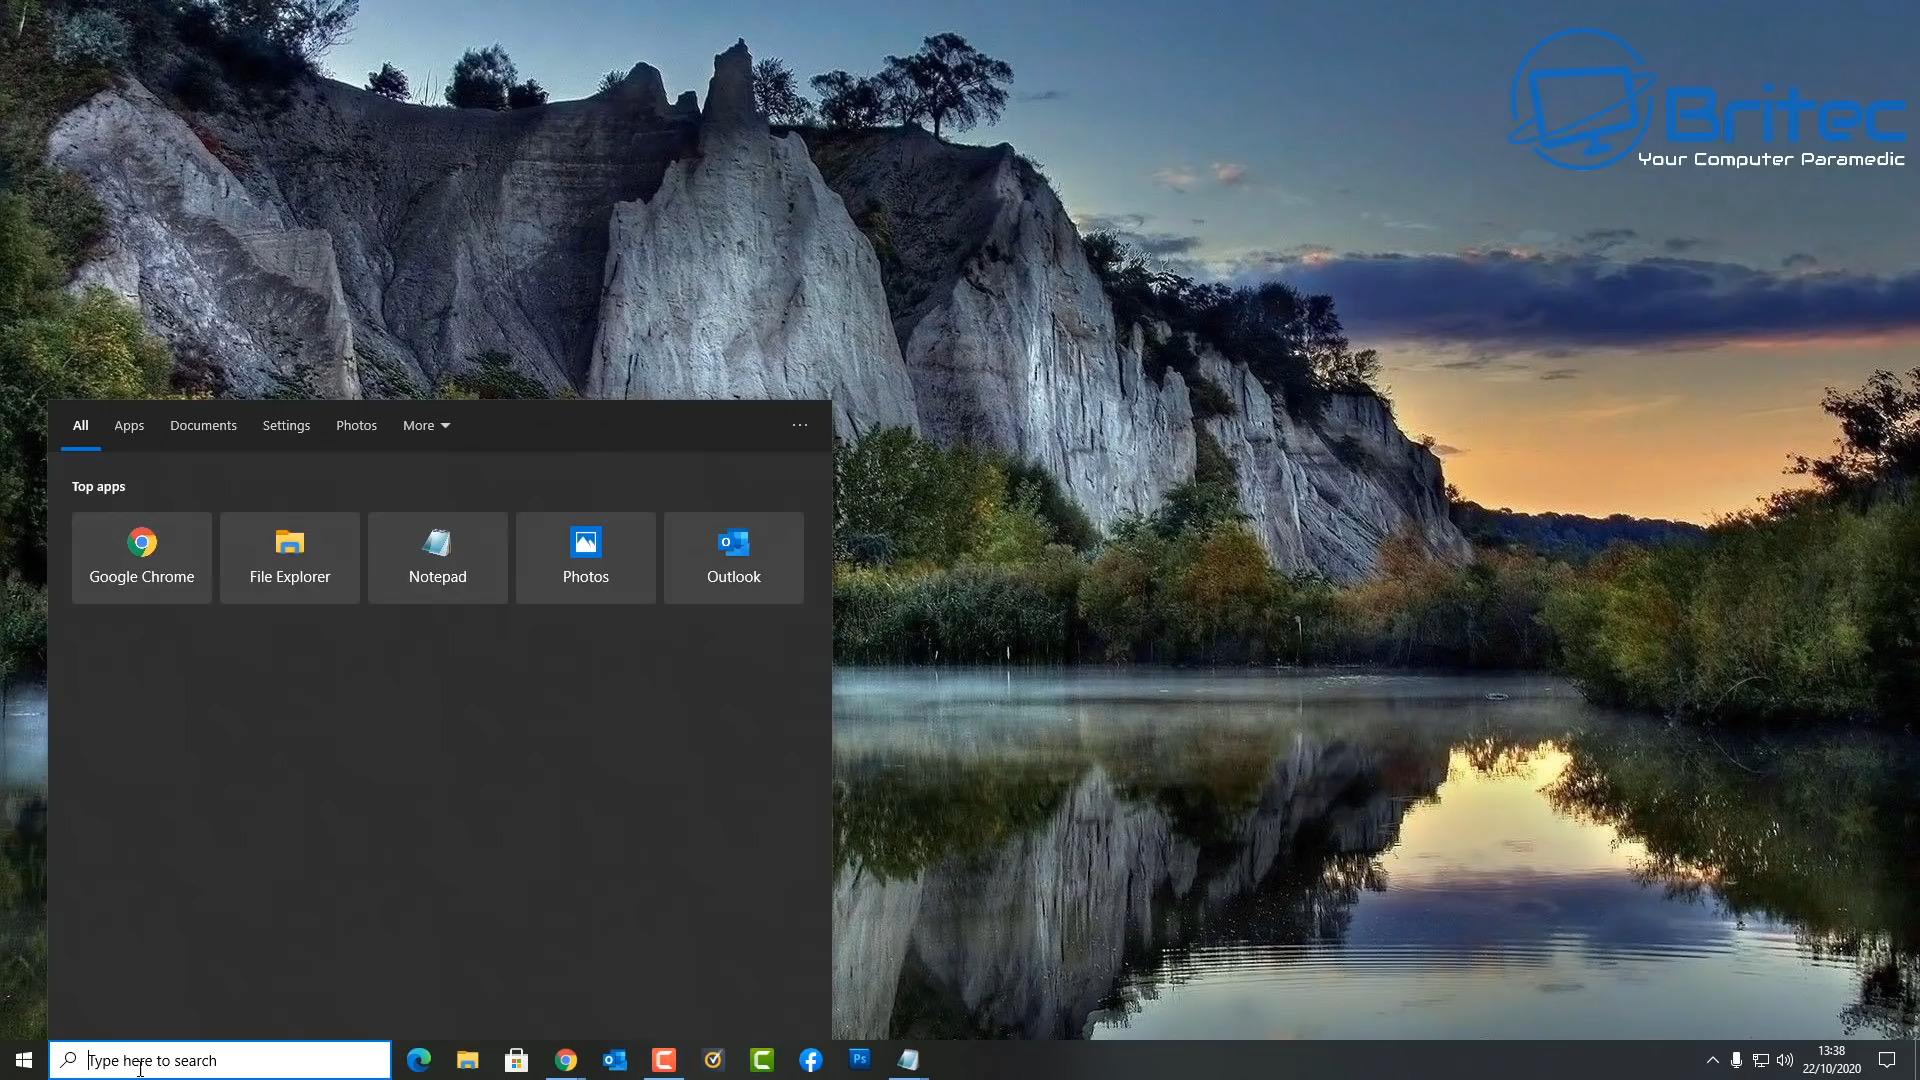 Britec
Your Computer Paramedic
All Apps Documents Settings Photos More
Top apps
Google Chrome File Explorer Notepad Photos Outlook
Type here to search
Ps
13:38
22/10/2020